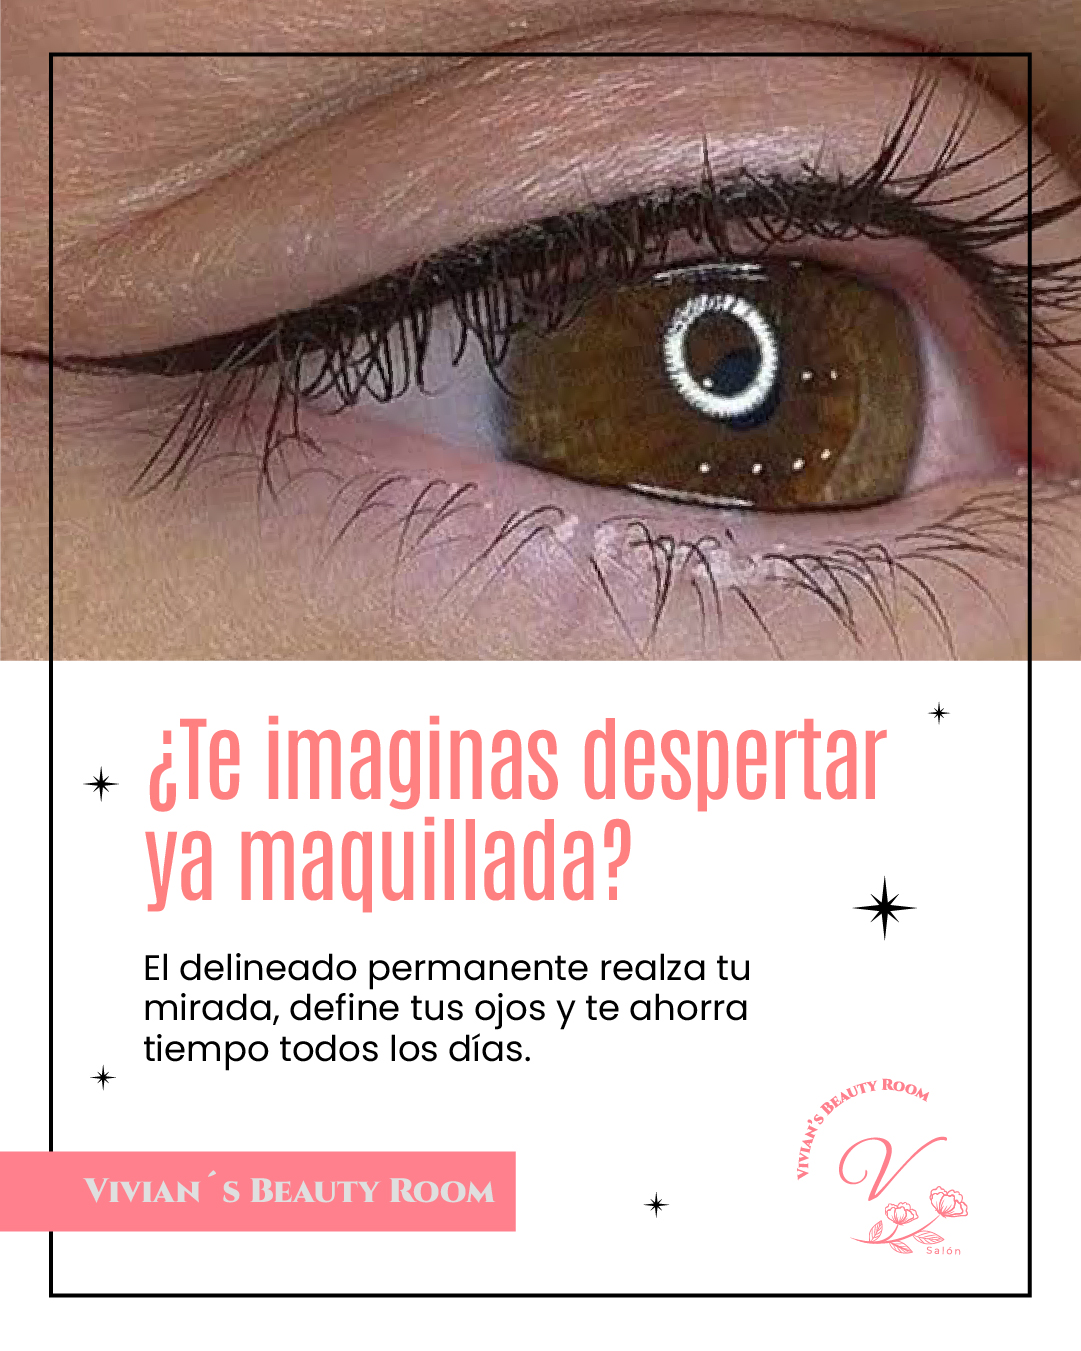 ¿Te imaginas despertar
ya maquillada?
El delineado permanente realza tu
mirada, define tus ojos y te ahorra
tiempo todos los días.
Vivian's Beauty Room
V
Salón
Vivian´s Beauty Room